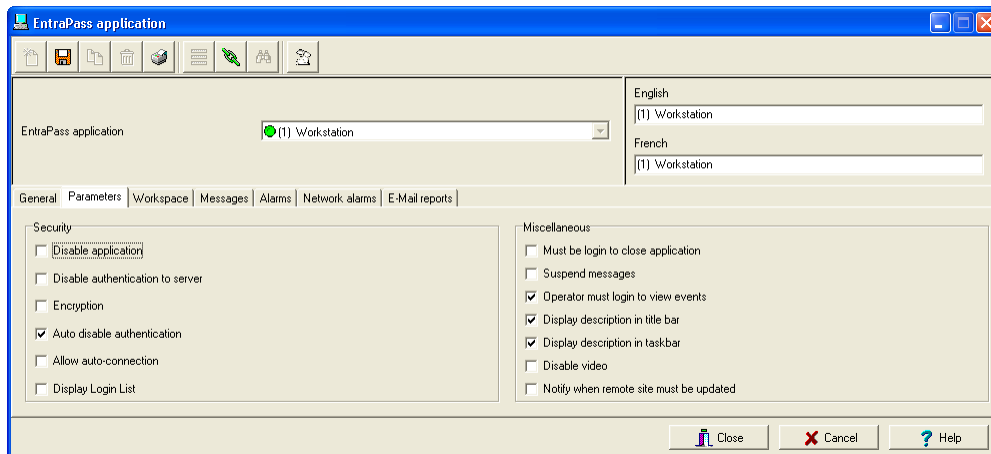 EntraPass application
English
(1) Workstation
EntraPass application
(1) Workstation
French
(1) Workstation
General Parameters Workspace Messages Alarms Network alarms E-Mail reports
Security
Disable application
Disable authentication to server
Encryption
Auto disable authentication
Allow auto-connection
Display Login List
Miscellaneous
Must be login to close application
Suspend messages
Operator must login to view events
Display description in title bar
Display description in taskbar
Disable video
Notify when remote site must be updated
Close Cancel ? Help